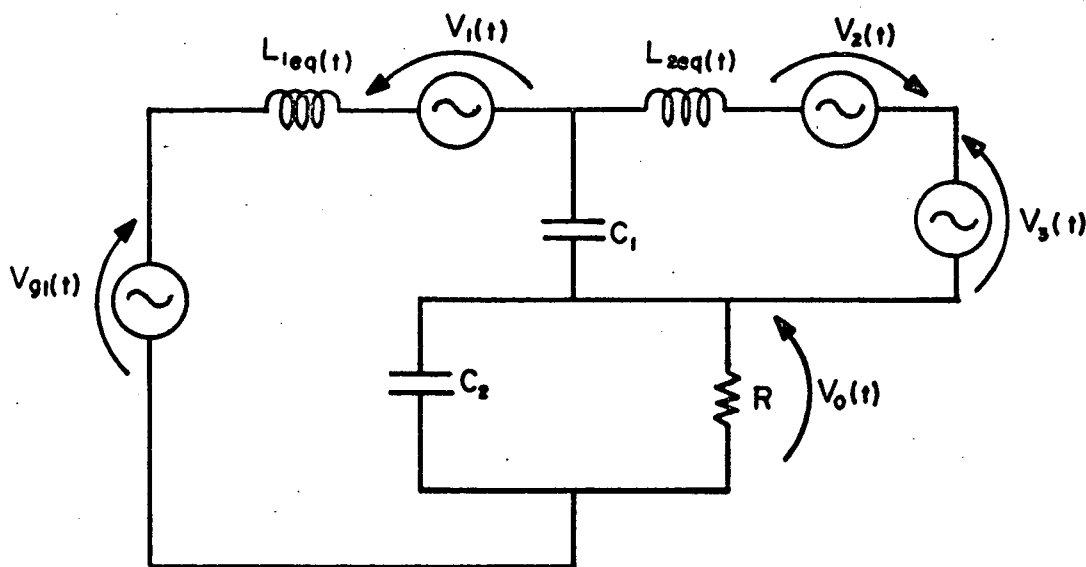 V₁(t)
V₂(t)
L₁eq(t)
L₂eq(t)
C₁
V₃(t)
Vg1(t)
C₂
R
V₀(t)